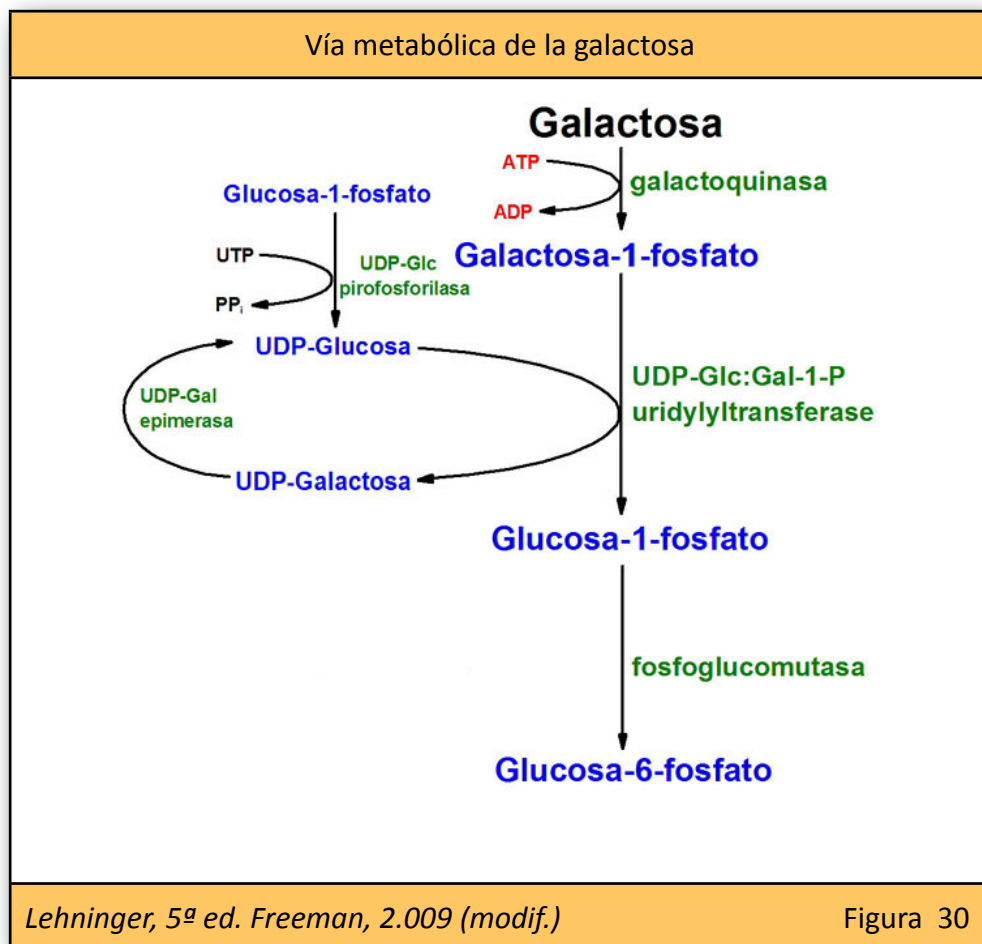 Vía metabólica de la galactosa
Galactosa
ATP
galactoquinasa
ADP
Glucosa-1-fosfato
Galactosa-1-fosfato
UTP
UDP-Glc
pirofosforilasa
PPi
UDP-Glucosa
UDP-Gal
epimerasa
UDP-Glc:Gal-1-P
uridylyltransferase
UDP-Galactosa
Glucosa-1-fosfato
fosfoglucomutasa
Glucosa-6-fosfato
Lehninger, 5ª ed. Freeman, 2.009 (modif.)
Figura 30